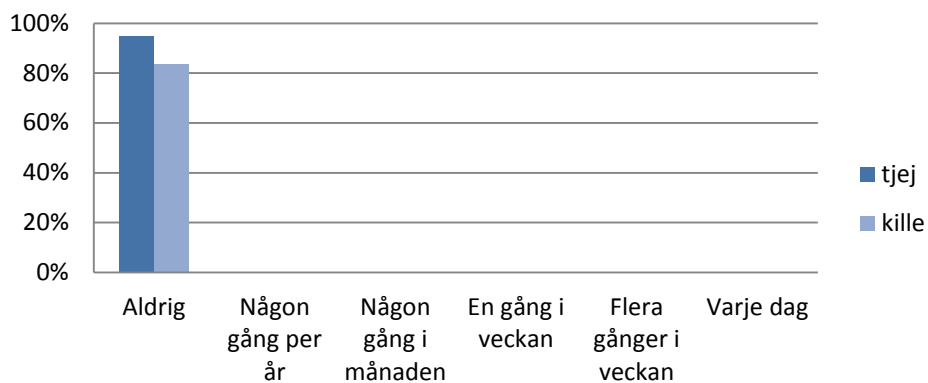 100%
80%
60%
40%
20%
0%
Aldrig
Någon
gång per
år
Någon
gång i
månaden
En gång i
veckan
Flera
gånger i
veckan
Varje dag
tjej
kille